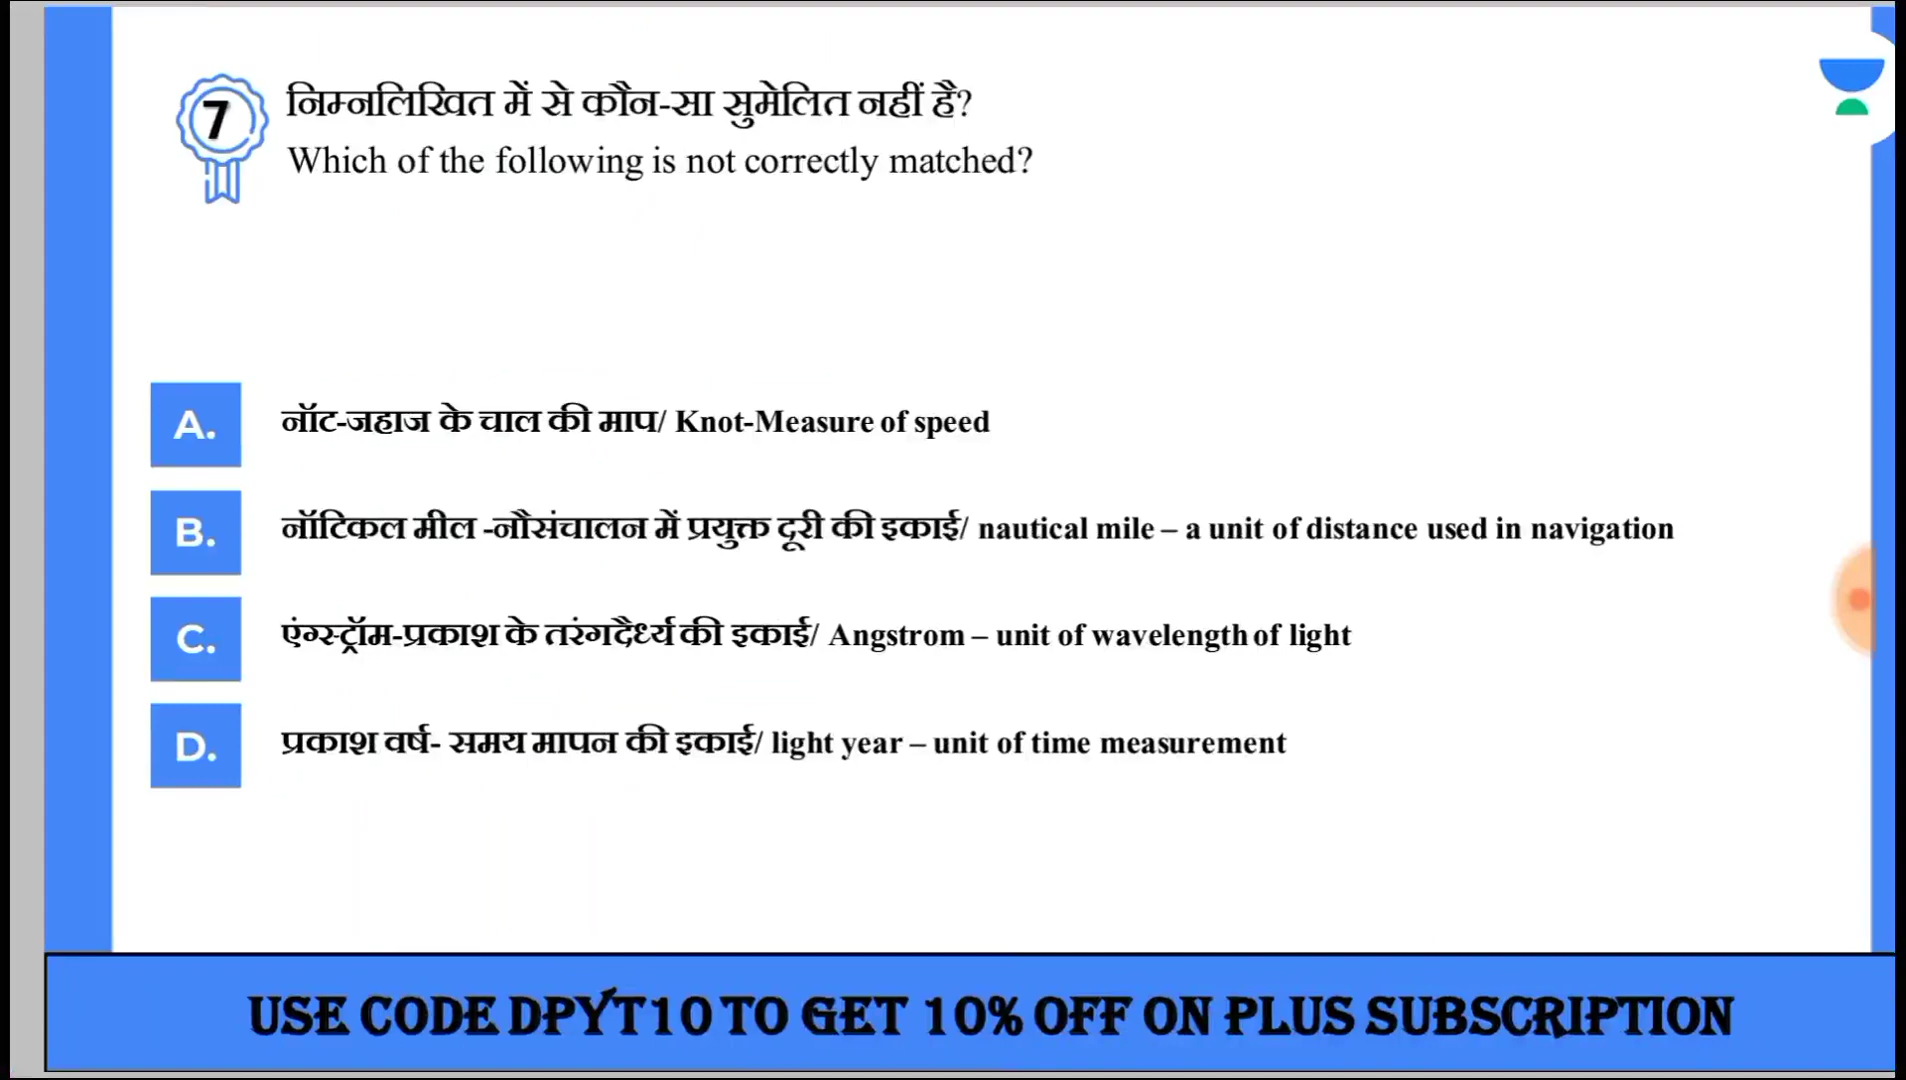 7
निम्नलिखित में से कौन-सा सुमेलित नहीं है?
Which of the following is not correctly matched?
A. नॉट-जहाज के चाल की माप/ Knot-Measure of speed
B. नॉटिकल मील -नौसंचालन में प्रयुक्त दूरी की इकाई/ nautical mile – a unit of distance used in navigation
C. एंग्स्ट्रॉम-प्रकाश के तरंगदैर्ध्य की इकाई/ Angstrom – unit of wavelength of light
D. प्रकाश वर्ष- समय मापन की इकाई/ light year – unit of time measurement
USE CODE DPYT10 TO GET 10% OFF ON PLUS SUBSCRIPTION